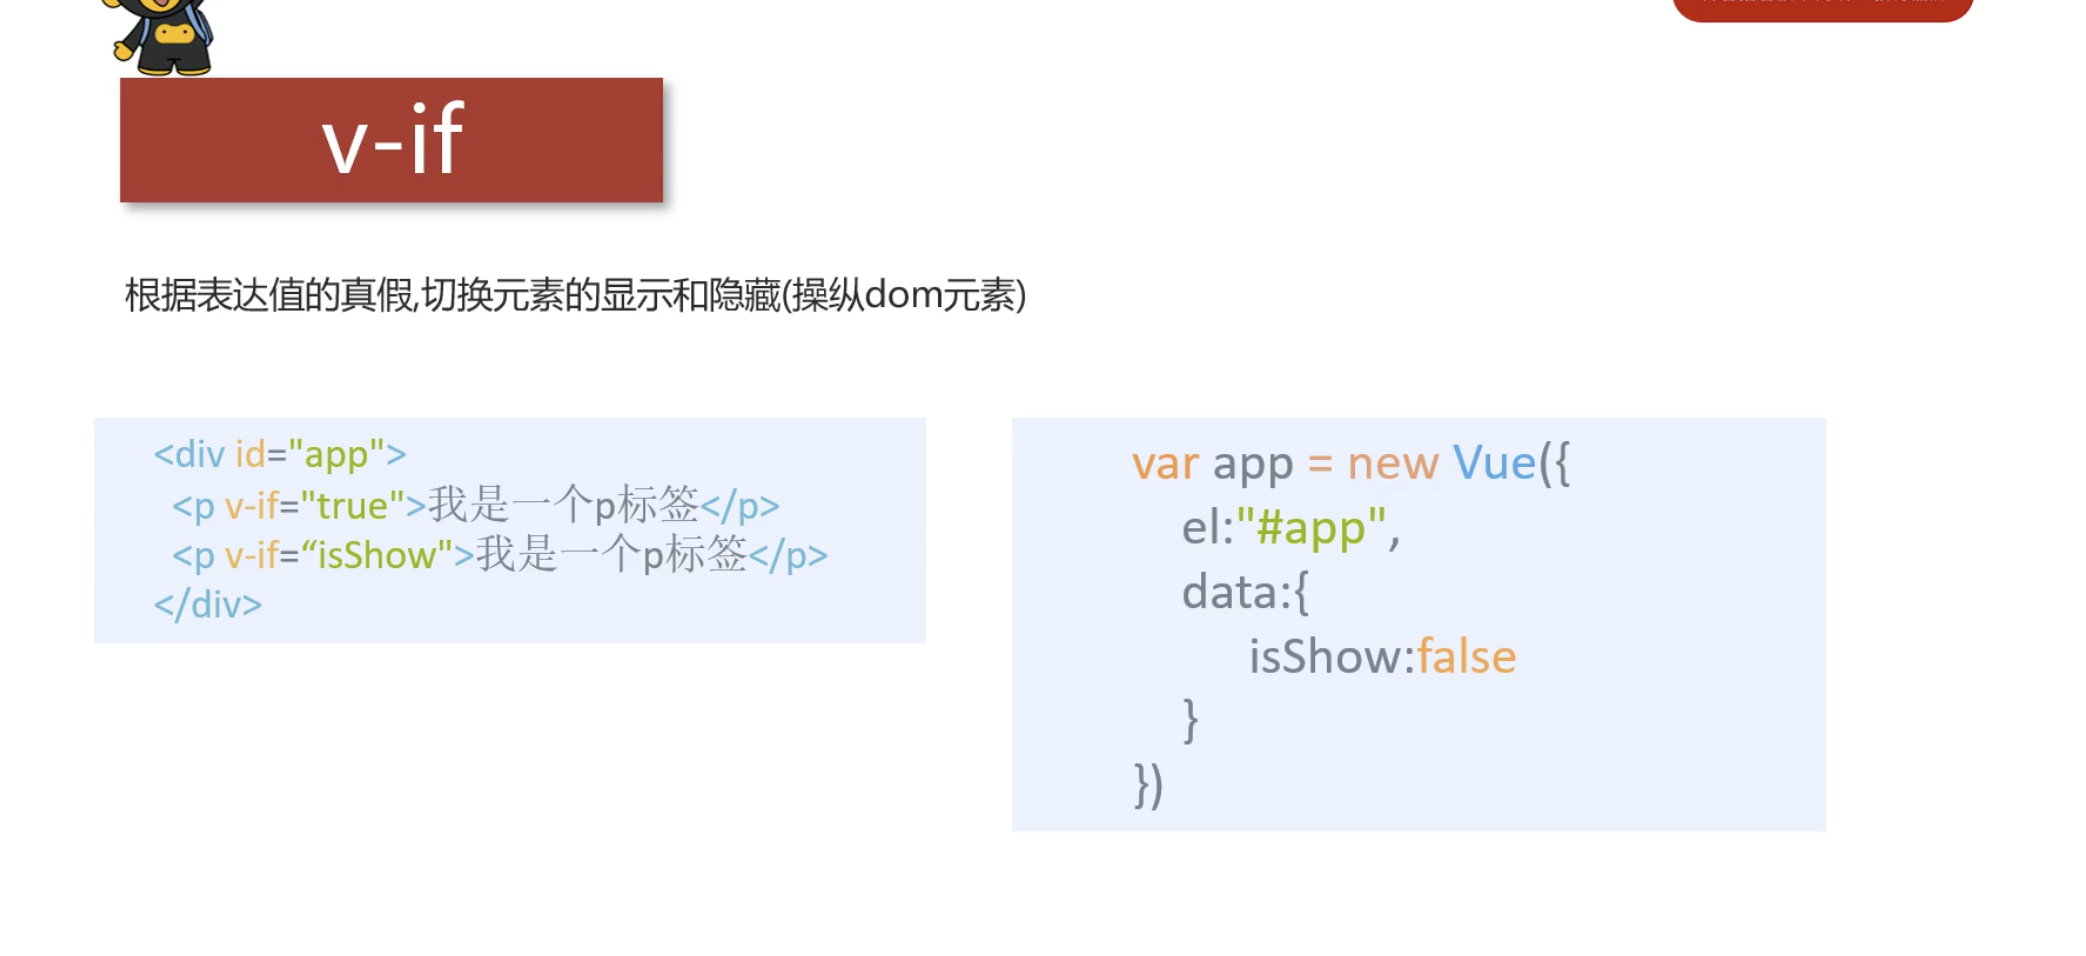 v-if
根据表达值的真假,切换元素的显示和隐藏(操纵dom元素)
<div id="app">
<p v-if="true">我是一个p标签</p>
<p v-if=“isShow">我是一个p标签</p>
</div>
var app = new Vue({
el:"#app",
data:{
isShow:false
}
})